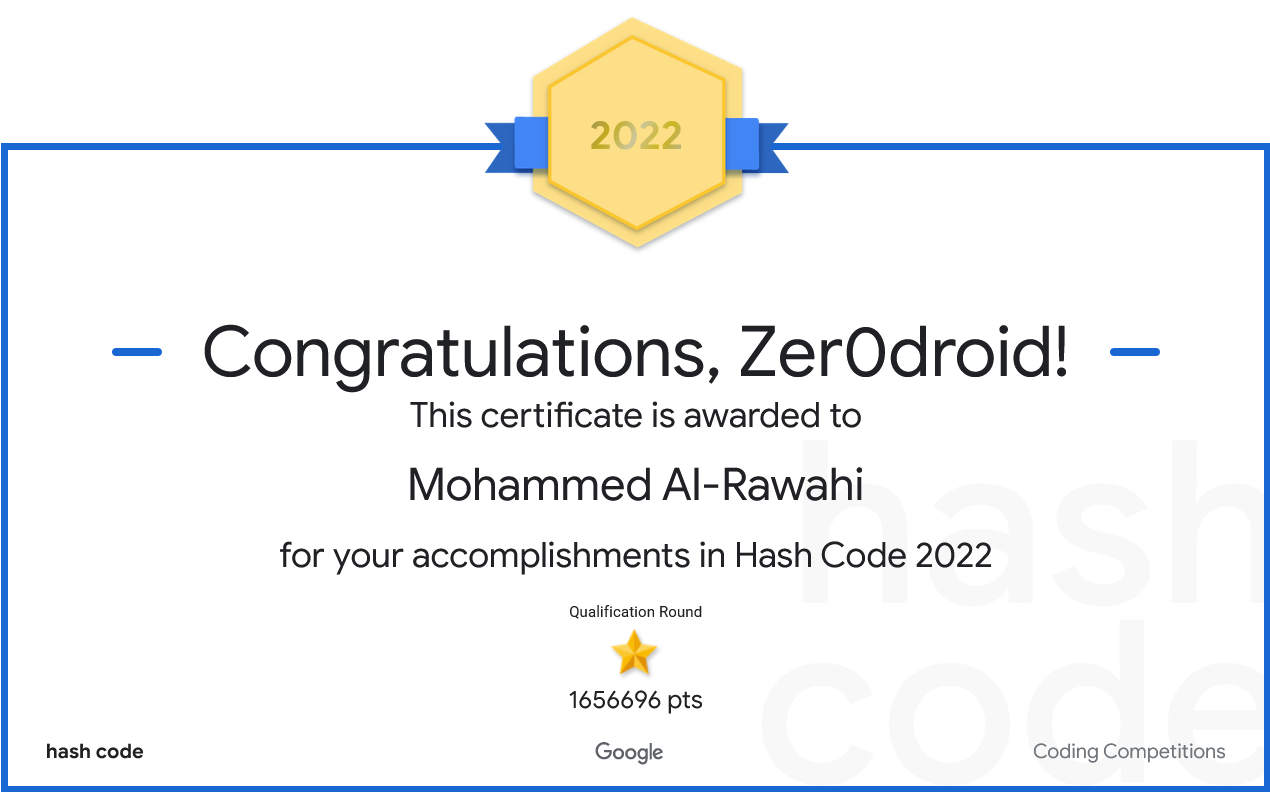 2022
Congratulations, Zer0droid!
This certificate is awarded to
Mohammed Al-Rawahi
for your accomplishments in Hash Code 2022
Qualification Round
1656696 pts
hash
code
hash code
Google
Coding Competitions